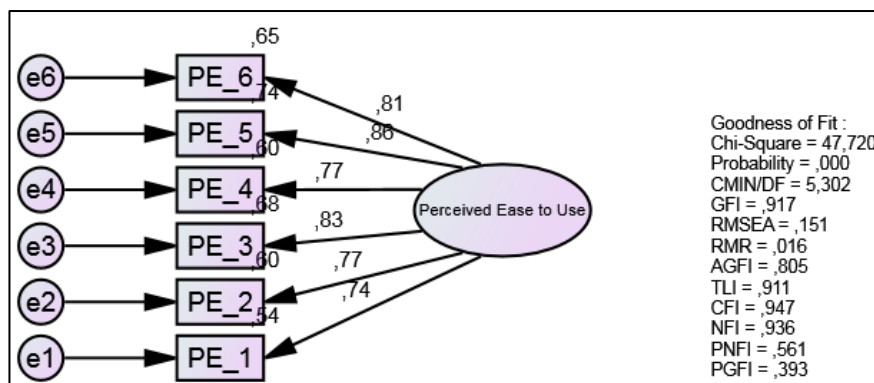 ,65
e6 PE_6
,81
,74
e5 PE_5
,86
,60
e4 PE_4
,77
,68
e3 PE_3
,83
,60
e2 PE_2
,77
,54
e1 PE_1
,74
Perceived Ease to Use
Goodness of Fit :
Chi-Square = 47,720
Probability = ,000
CMIN/DF = 5,302
GFI = ,917
RMSEA = ,151
RMR = ,016
AGFI = ,805
TLI = ,911
CFI = ,947
NFI = ,936
PNFI = ,561
PGFI = ,393